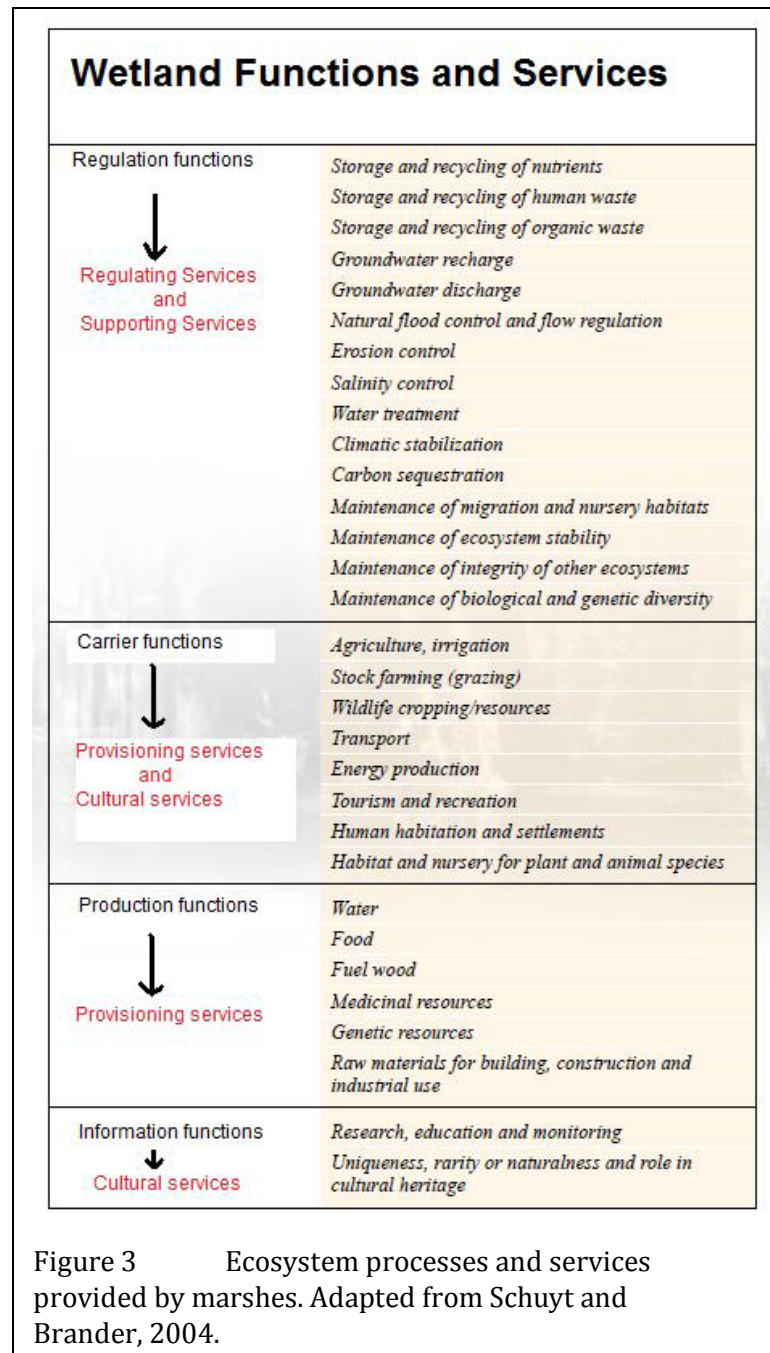 Wetland Functions and Services
Regulation functions
Regulating Services
and
Supporting Services
Storage and recycling of nutrients
Storage and recycling of human waste
Storage and recycling of organic waste
Groundwater recharge
Groundwater discharge
Natural flood control and flow regulation
Erosion control
Salinity control
Water treatment
Climatic stabilization
Carbon sequestration
Maintenance of migration and nursery habitats
Maintenance of ecosystem stability
Maintenance of integrity of other ecosystems
Maintenance of biological and genetic diversity
Carrier functions
Provisioning services
and
Cultural services
Agriculture, irrigation
Stock farming (grazing)
Wildlife cropping/resources
Transport
Energy production
Tourism and recreation
Human habitation and settlements
Habitat and nursery for plant and animal species
Production functions
Provisioning services
Water
Food
Fuel wood
Medicinal resources
Genetic resources
Raw materials for building, construction and
industrial use
Information functions
Cultural services
Research, education and monitoring
Uniqueness, rarity or naturalness and role in
cultural heritage
Figure 3 Ecosystem processes and services
provided by marshes. Adapted from Schuyt and
Brander, 2004.